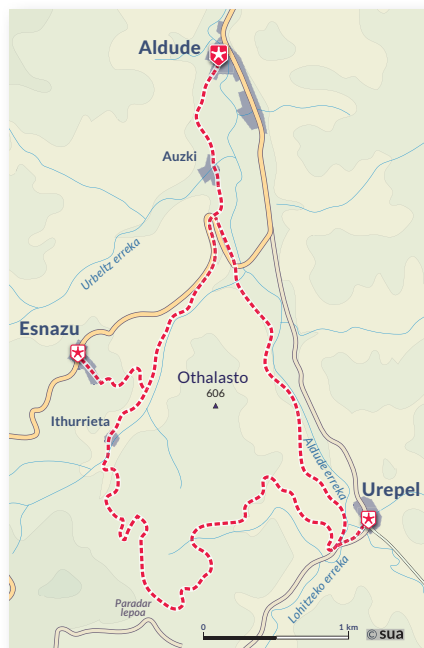 Aldude
Auzki
Urbeltz erreka
Esnazu
Othalasto
606
Ithurrieta
Aldude erreka
Urepel
Lohitzeko erreka
Paradar
lepoa
0
1 km
© sua